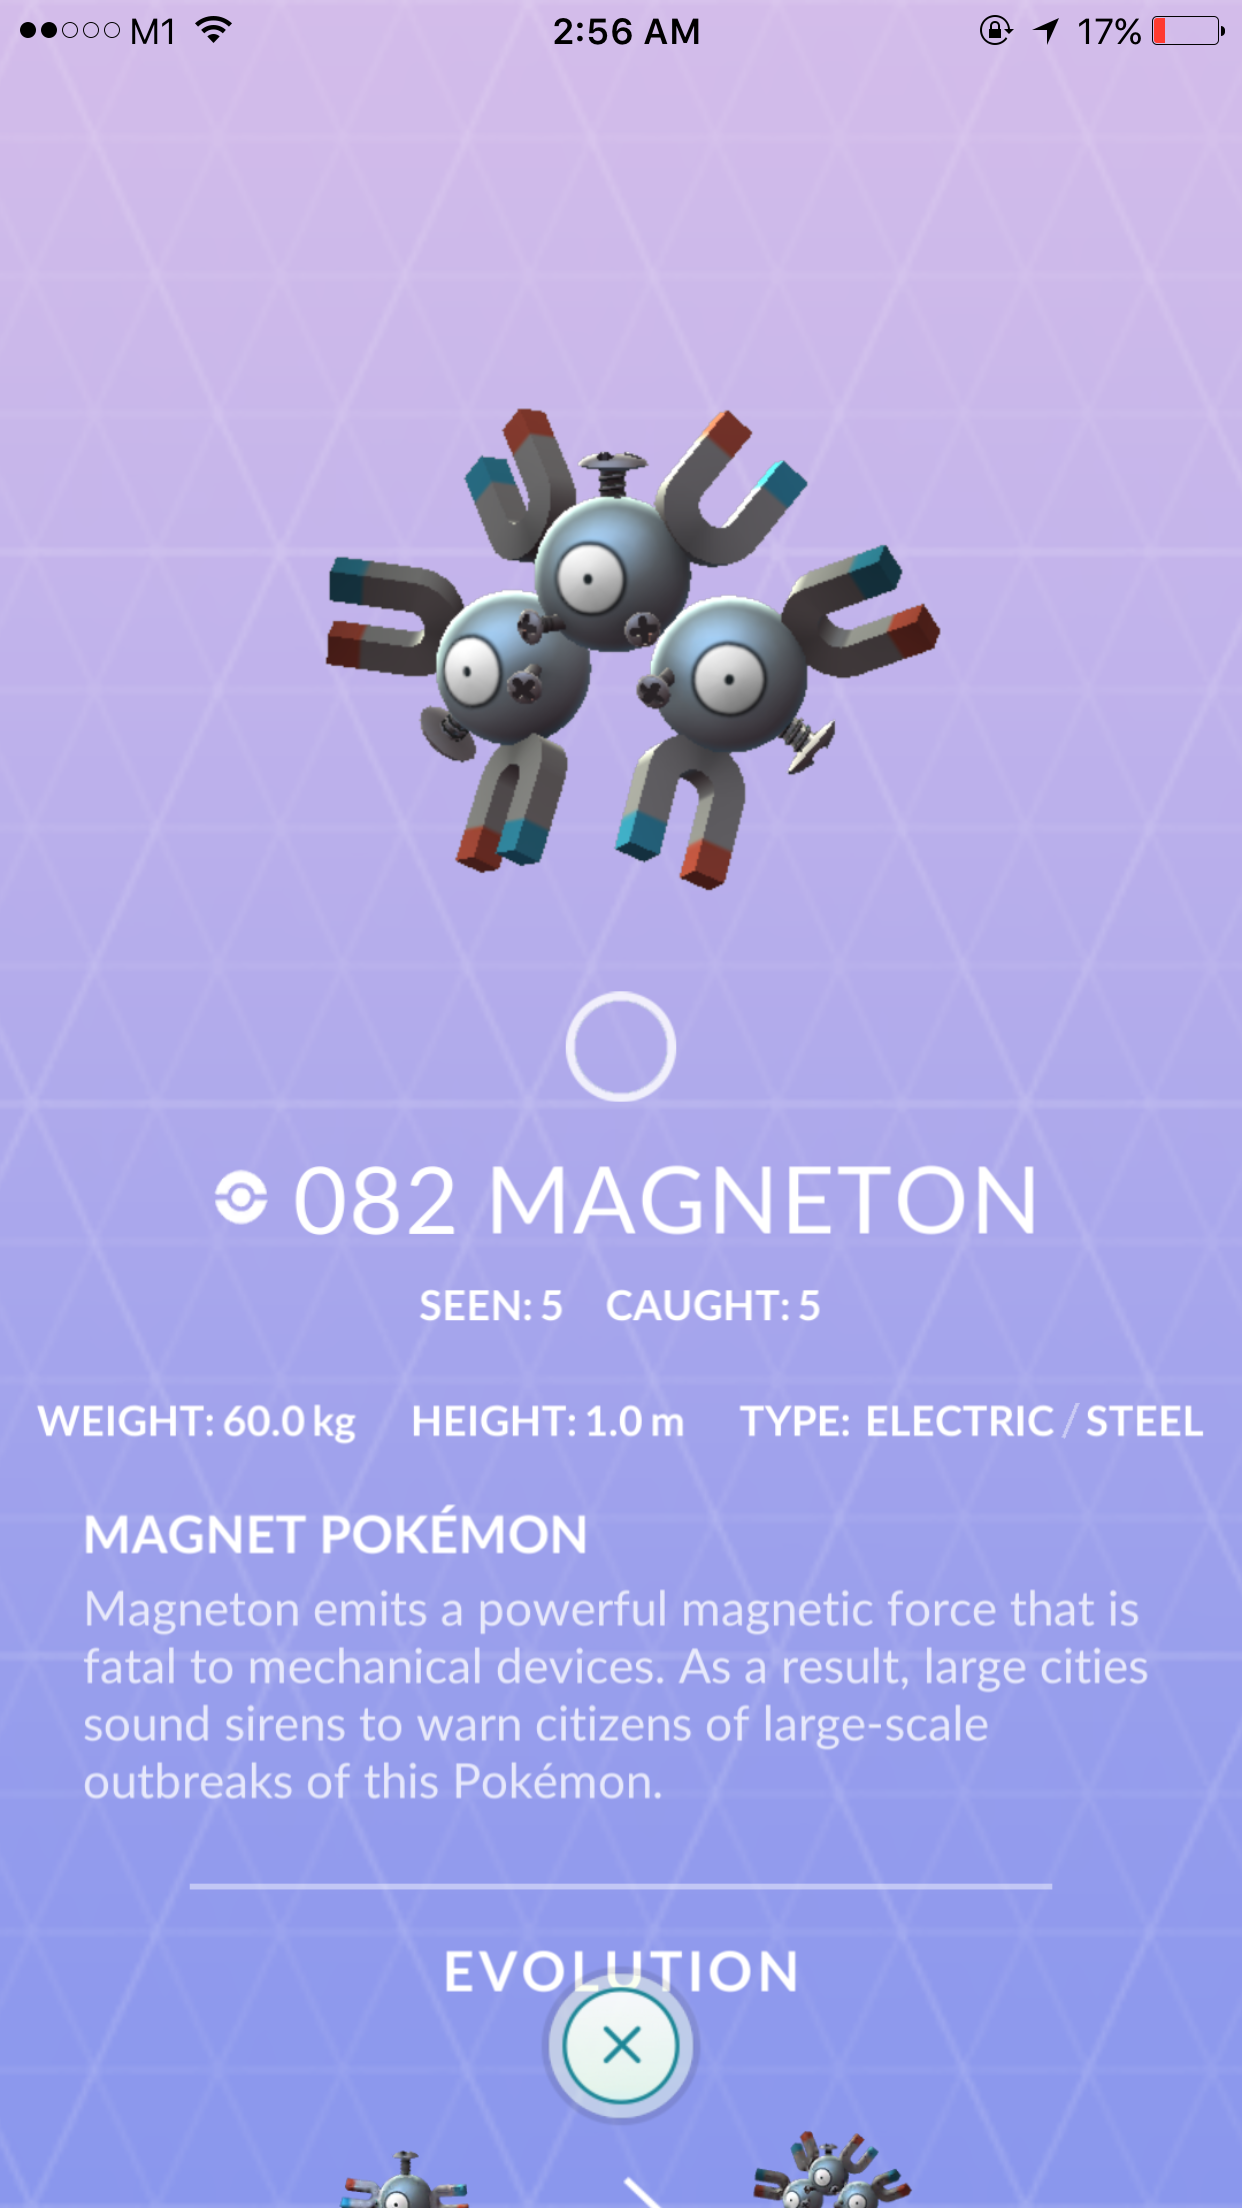 M1 2:56 AM 17%
082 MAGNETON
SEEN: 5 CAUGHT: 5
WEIGHT: 60.0 kg HEIGHT: 1.0 m TYPE: ELECTRIC / STEEL
MAGNET POKÉMON
Magneton emits a powerful magnetic force that is
fatal to mechanical devices. As a result, large cities
sound sirens to warn citizens of large-scale
outbreaks of this Pokémon.
EVOLUTION